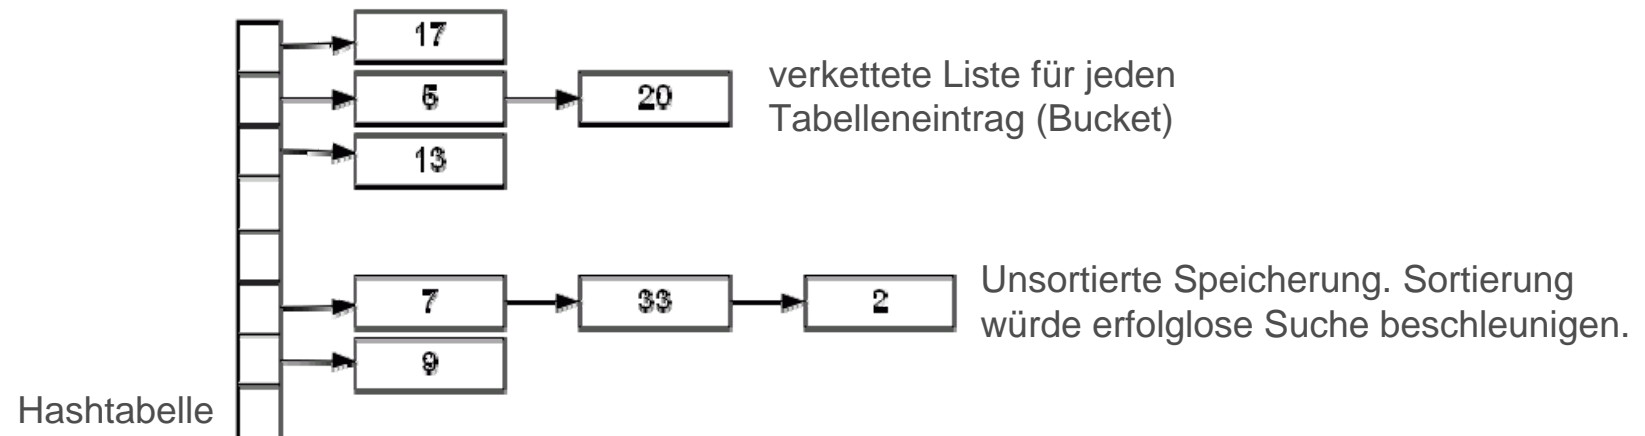 17
5
20
verkettete Liste für jeden
Tabelleneintrag (Bucket)
13
7
33
2
Unsortierte Speicherung. Sortierung
würde erfolglose Suche beschleunigen.
9
Hashtabelle